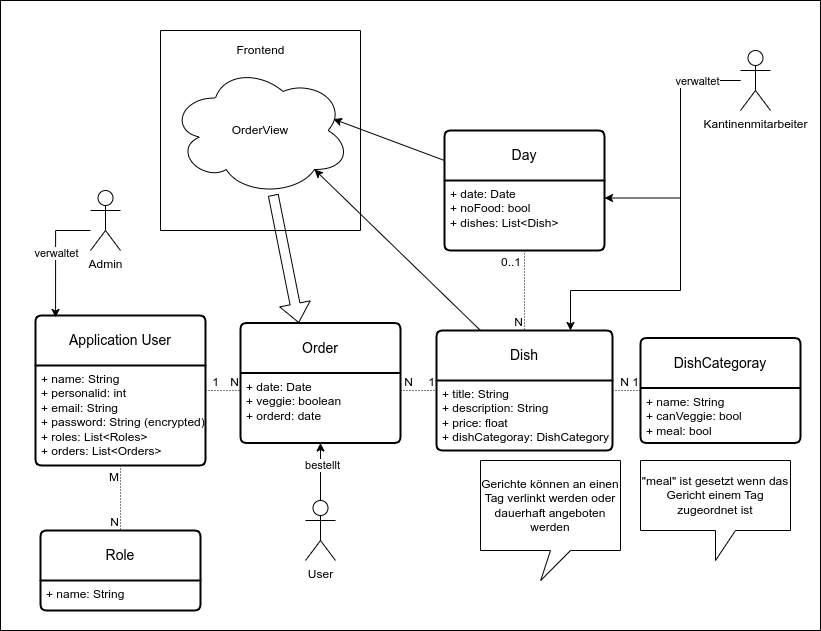 Frontend
OrderView
verwaltet
Kantinenmitarbeiter
Day
+ date: Date
+ noFood: bool
+ dishes: List<Dish>
0..1
N
Admin
verwaltet
Application User
+ name: String
+ personalid: int
+ email: String
+ password: String (encrypted)
+ roles: List<Roles>
+ orders: List<Orders>
1
N
Order
+ date: Date
+ veggie: boolean
+ orderd: date
N
1
Dish
+ title: String
+ description: String
+ price: float
+ dishCategoray: DishCategory
N
1
DishCategoray
+ name: String
+ canVeggie: bool
+ meal: bool
M
N
Role
+ name: String
bestellt
User
Gerichte können an einen
Tag verlinkt werden oder
dauerhaft angeboten
werden
"meal" ist gesetzt wenn das
Gericht einem Tag
zugeordnet ist